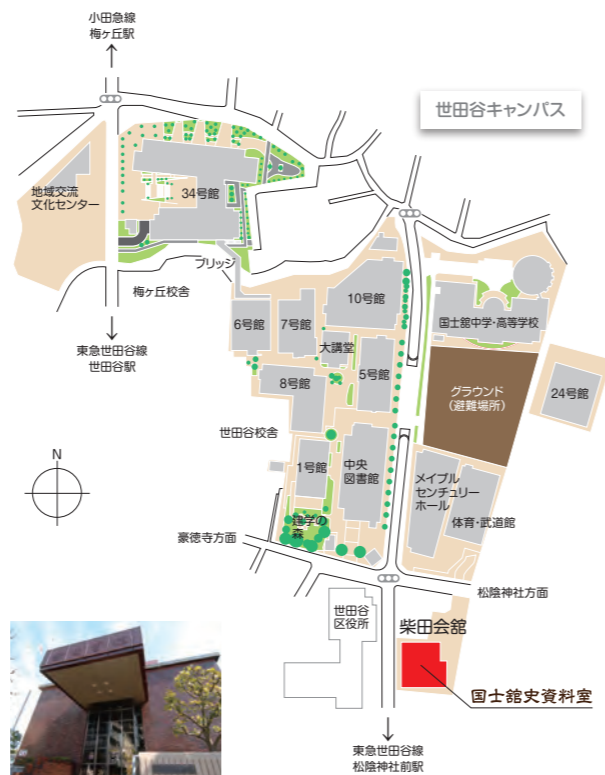 小田急線
梅ヶ丘駅
世田谷キャンパス
地域交流
文化センター
34号館
ブリッジ
梅ヶ丘校舎
10号館
国士舘中学・高等学校
6号館
7号館
大講堂
東急世田谷線
世田谷駅
8号館
5号館
グラウンド
(避難場所)
24号館
世田谷校舎
N
1号館
中央
図書館
メイプル
センチュリー
ホール
体育・武道館
建学の
森
豪徳寺方面
松陰神社方面
世田谷
区役所
柴田会舘
国士舘史資料室
東急世田谷線
松陰神社前駅